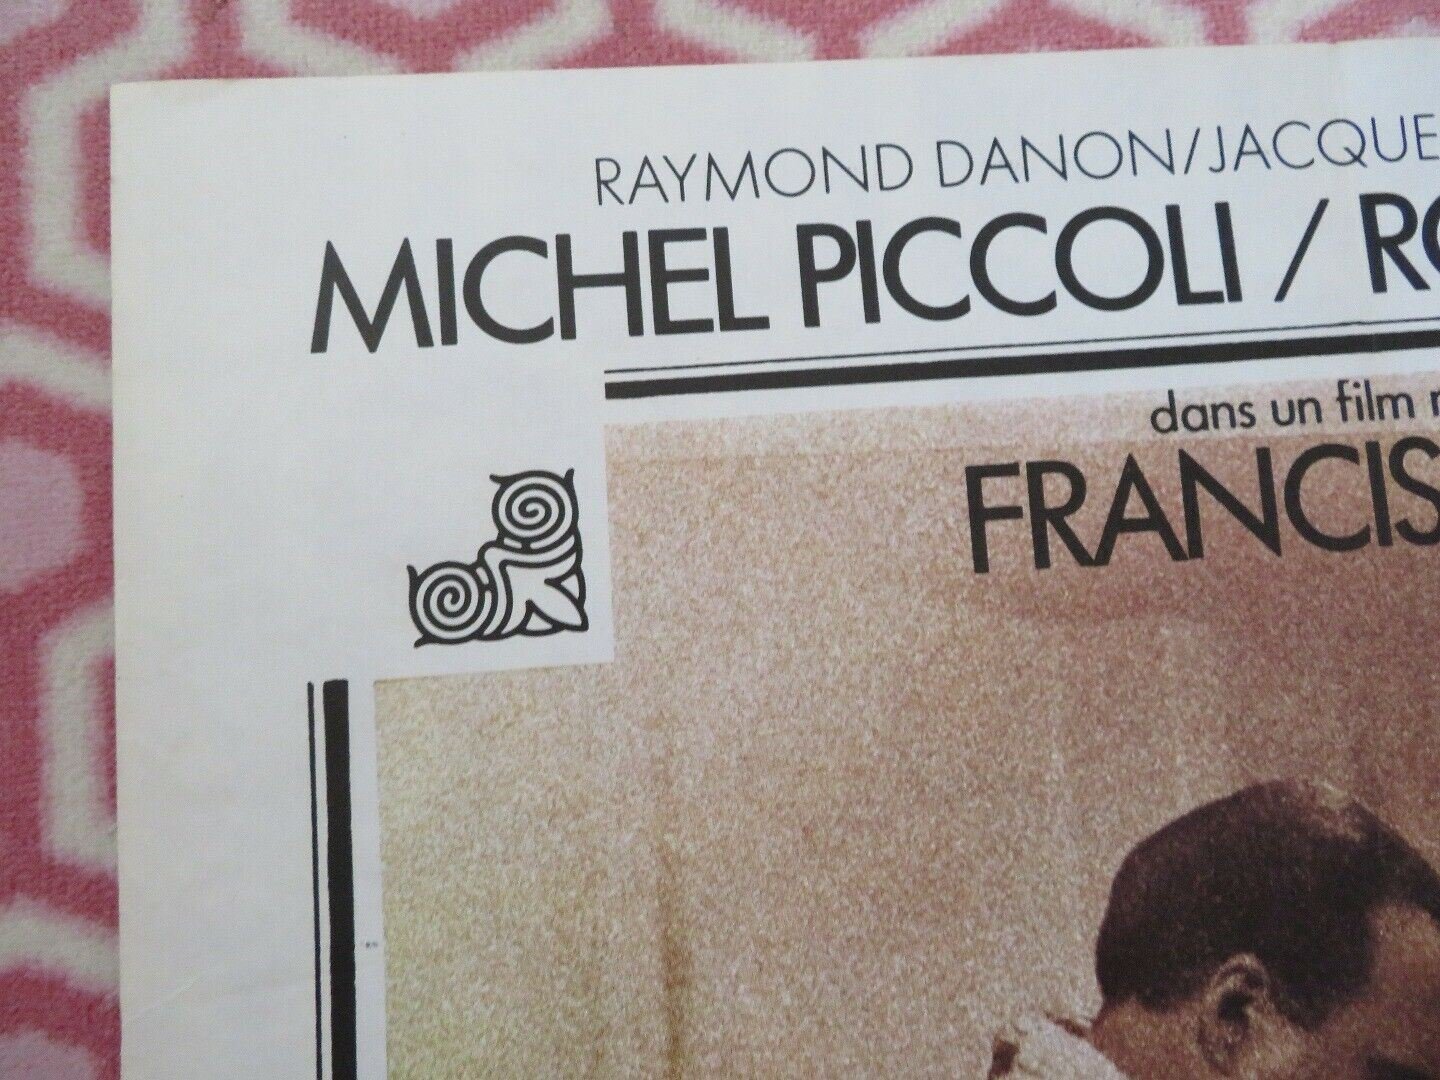 RAYMOND DANON/JACQUE
MICHEL PICCOLI / RO
dans un film
FRANCIS